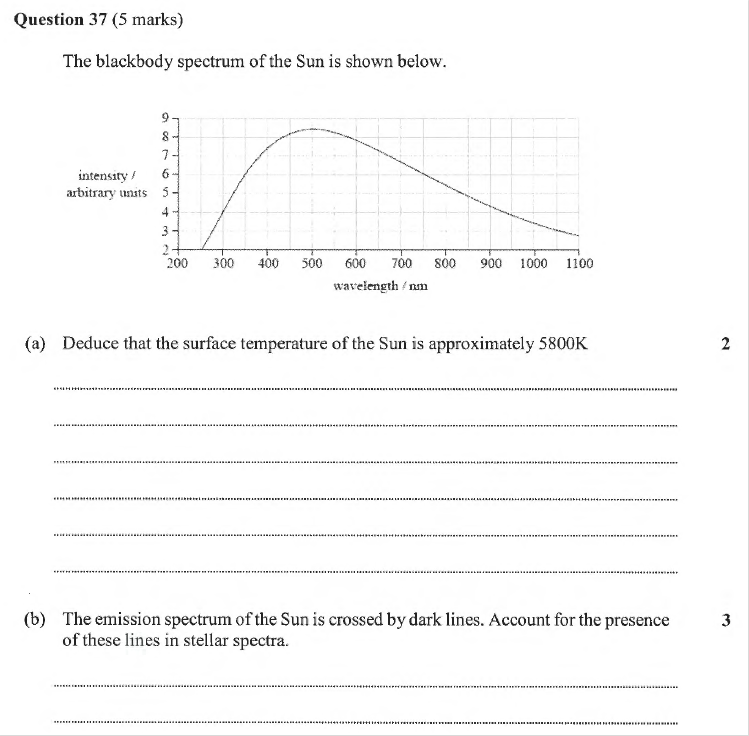 Question 37 (5 marks)
The blackbody spectrum of the Sun is shown below.
9
8
7
intensity / 6
arbitrary units 5
4
3
2
200 300 400 500 600 700 800 900 1000 1100
wavelength / nm
(a) Deduce that the surface temperature of the Sun is approximately 5800K 2
(b) The emission spectrum of the Sun is crossed by dark lines. Account for the presence 3
of these lines in stellar spectra.